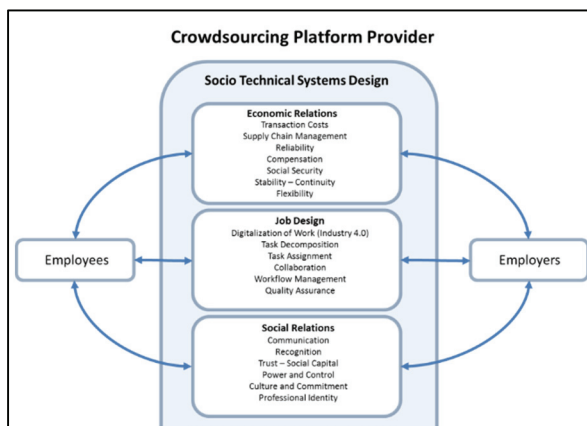 Crowdsourcing Platform Provider
Socio Technical Systems Design
Economic Relations
Transaction Costs
Supply Chain Management
Reliability
Compensation
Social Security
Stability – Continuity
Flexibility
Job Design
Digitalization of Work (Industry 4.0)
Task Decomposition
Task Assignment
Collaboration
Workflow Management
Quality Assurance
Employees
Employers
Social Relations
Communication
Recognition
Trust – Social Capital
Power and Control
Culture and Commitment
Professional Identity